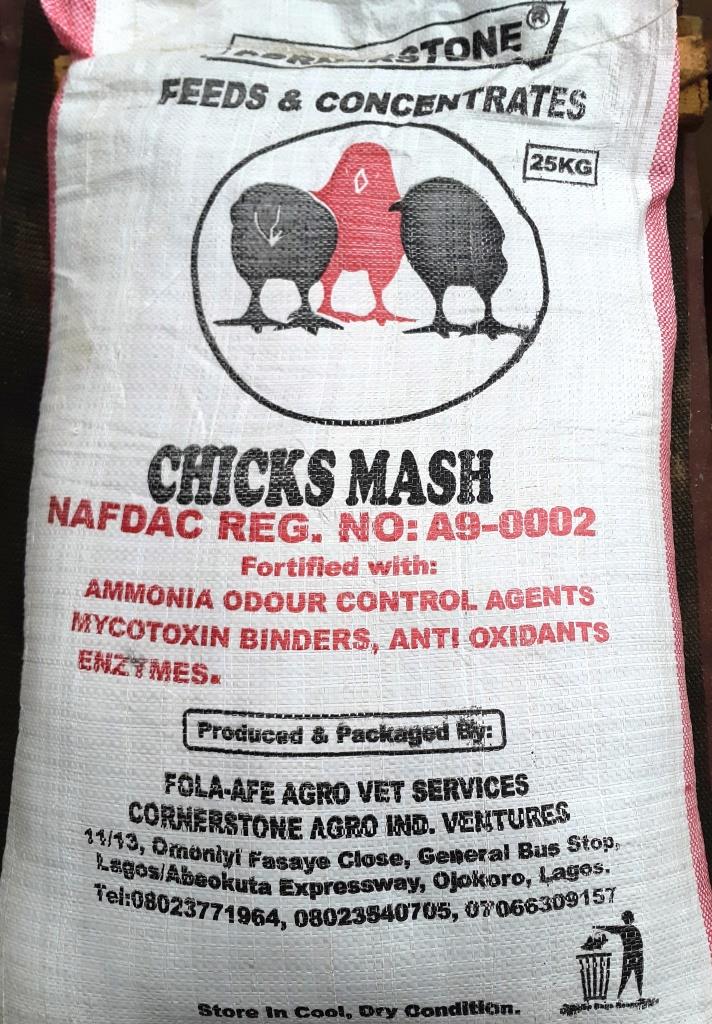 CORNERSTONE®
FEEDS & CONCENTRATES
25KG
CHICKS MASH
NAFDAC REG. NO: A9-0002
Fortified with:
AMMONIA ODOUR CONTROL AGENTS
MYCOTOXIN BINDERS, ANTI OXIDANTS
ENZYMES.
Produced & Packaged By:
FOLA-AFE AGRO VET SERVICES
CORNERSTONE AGRO IND. VENTURES
11/13, Omoniyi Fasaye Close, General Bus Stop,
Lagos/Abeokuta Expressway, Ojokoro, Lagos.
Tel:08023771964, 08023540705, 07066309157
Store In Cool, Dry Condition.